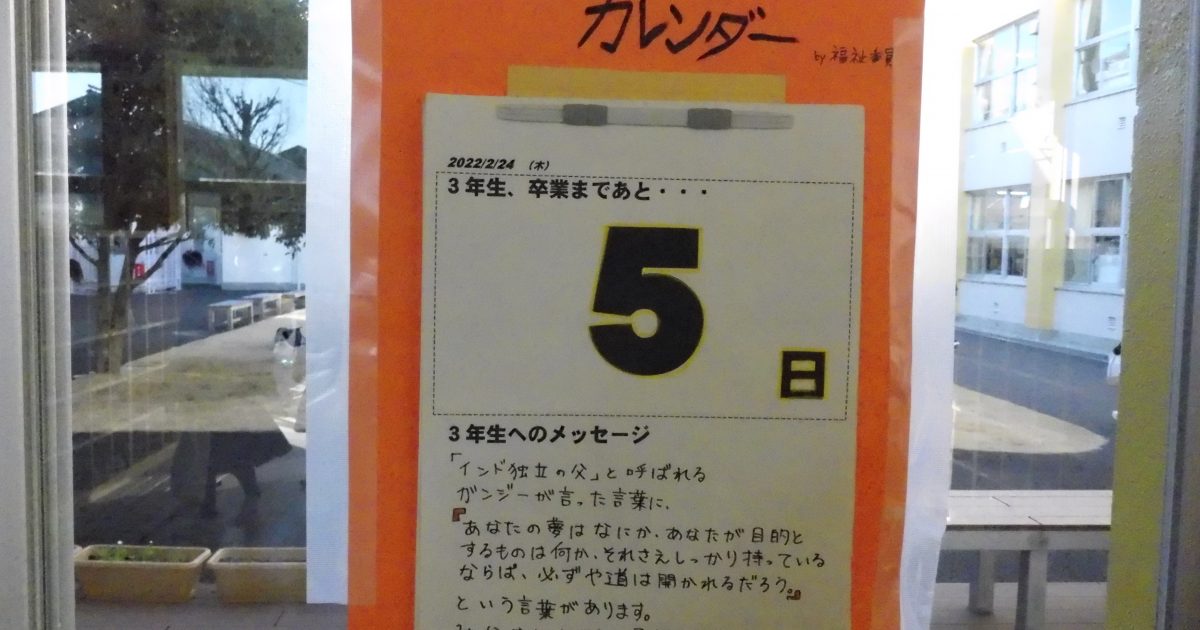 カレンダー
by 福祉委員
2022/2/24 （木）
3年生、卒業まであと・・・
5
日
3年生へのメッセージ
「インド独立の父」と呼ばれる
ガンジーが言った言葉に、
『あなたの夢はなにか、あなたが目的と
するものは何か、それさえしっかり持っている
ならば、必ずや道は開かれるだろう。』
という言葉があります。